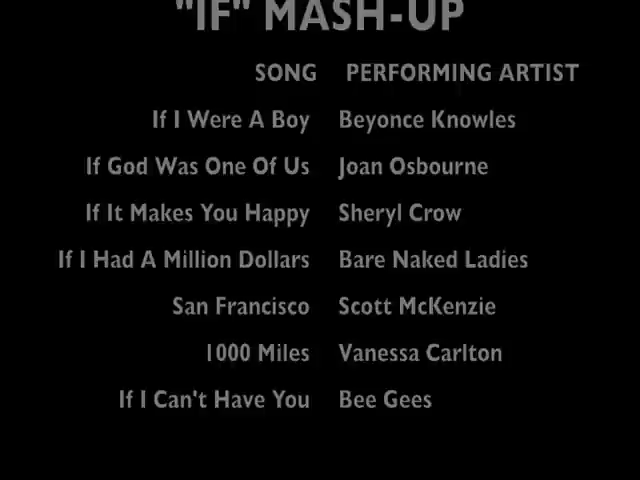 "IF" MASH-UP
SONG PERFORMING ARTIST
If I Were A Boy Beyonce Knowles
If God Was One Of Us Joan Osbourne
If It Makes You Happy Sheryl Crow
If I Had A Million Dollars Bare Naked Ladies
San Francisco Scott McKenzie
1000 Miles Vanessa Carlton
If I Can't Have You Bee Gees